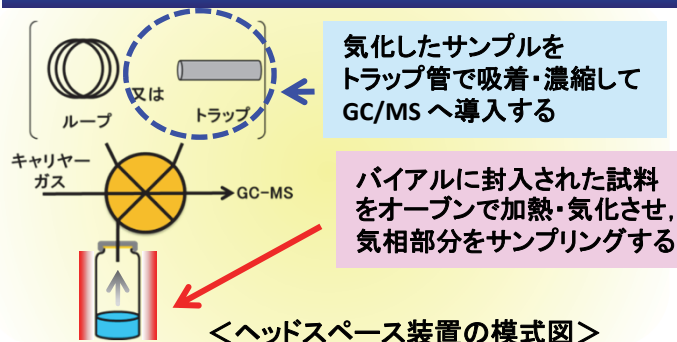 気化したサンプルを
トラップ管で吸着・濃縮して
GC/MS へ導入する
又は
ループ
トラップ
キャリヤー
ガス
GC-MS
バイアルに封入された試料
をオーブンで加熱・気化させ,
気相部分をサンプリングする
<ヘッドスペース装置の模式図>